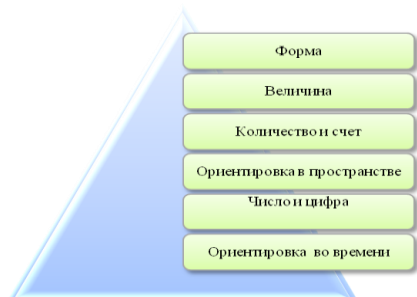 Форма
Величина
Количество и счет
Ориентировка в пространстве
Число и цифра
Ориентировка во времени